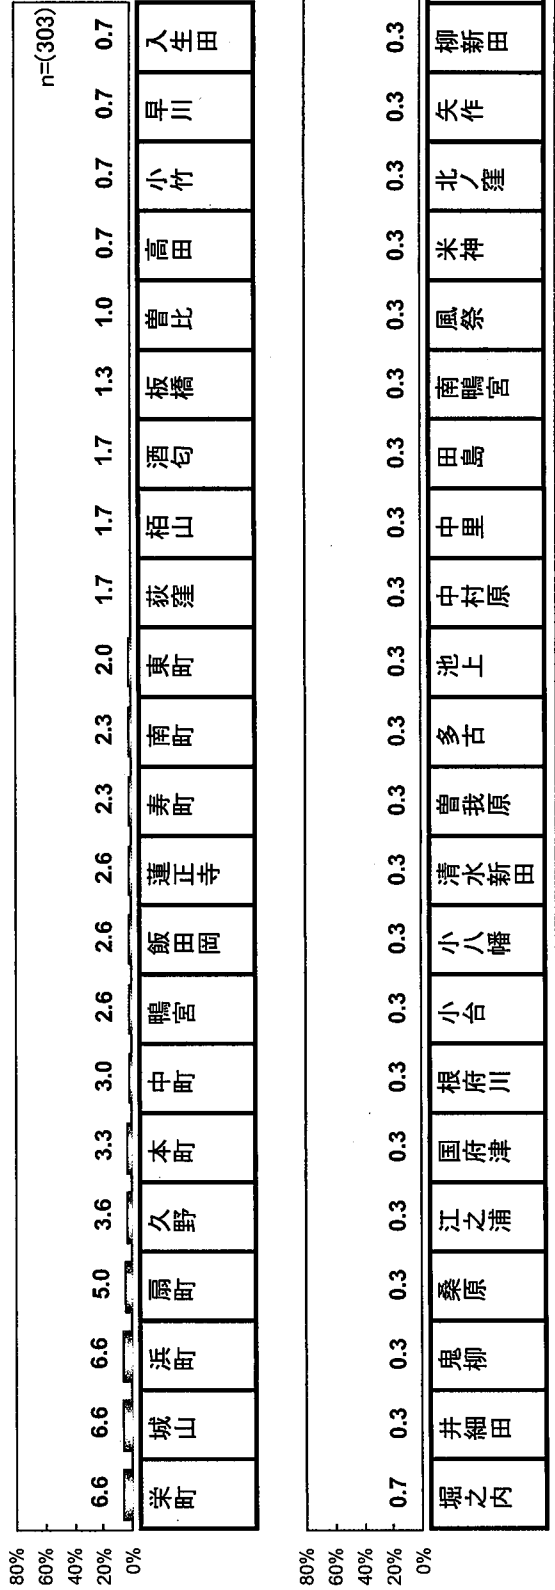 n=(303)
80%
60%
40%
20%
0%
6.6 6.6 6.6 5.0 3.6 3.3 3.0 2.6 2.6 2.6 2.3 2.3 2.0 1.7 1.7 1.7 1.3 1.0 0.7 0.7 0.7 0.7
栄町 城山 浜町 扇町 久野 本町 中町 鴨宮 飯田岡 蓮正寺 寿町 南町 東町 荻窪 栢山 酒匂 板橋 曽比 高田 小竹 早川 入生田
80%
60%
40%
20%
0%
0.7 0.3 0.3 0.3 0.3 0.3 0.3 0.3 0.3 0.3 0.3 0.3 0.3 0.3 0.3 0.3 0.3 0.3 0.3 0.3 0.3 0.3
堀之内 井細田 鬼柳 桑原 江之浦 国府津 根府川 小台 小八幡 清水新田 曽我原 多古 池上 中村原 中里 田島 南鴨宮 風祭 米神 北ノ窪 矢作 柳新田